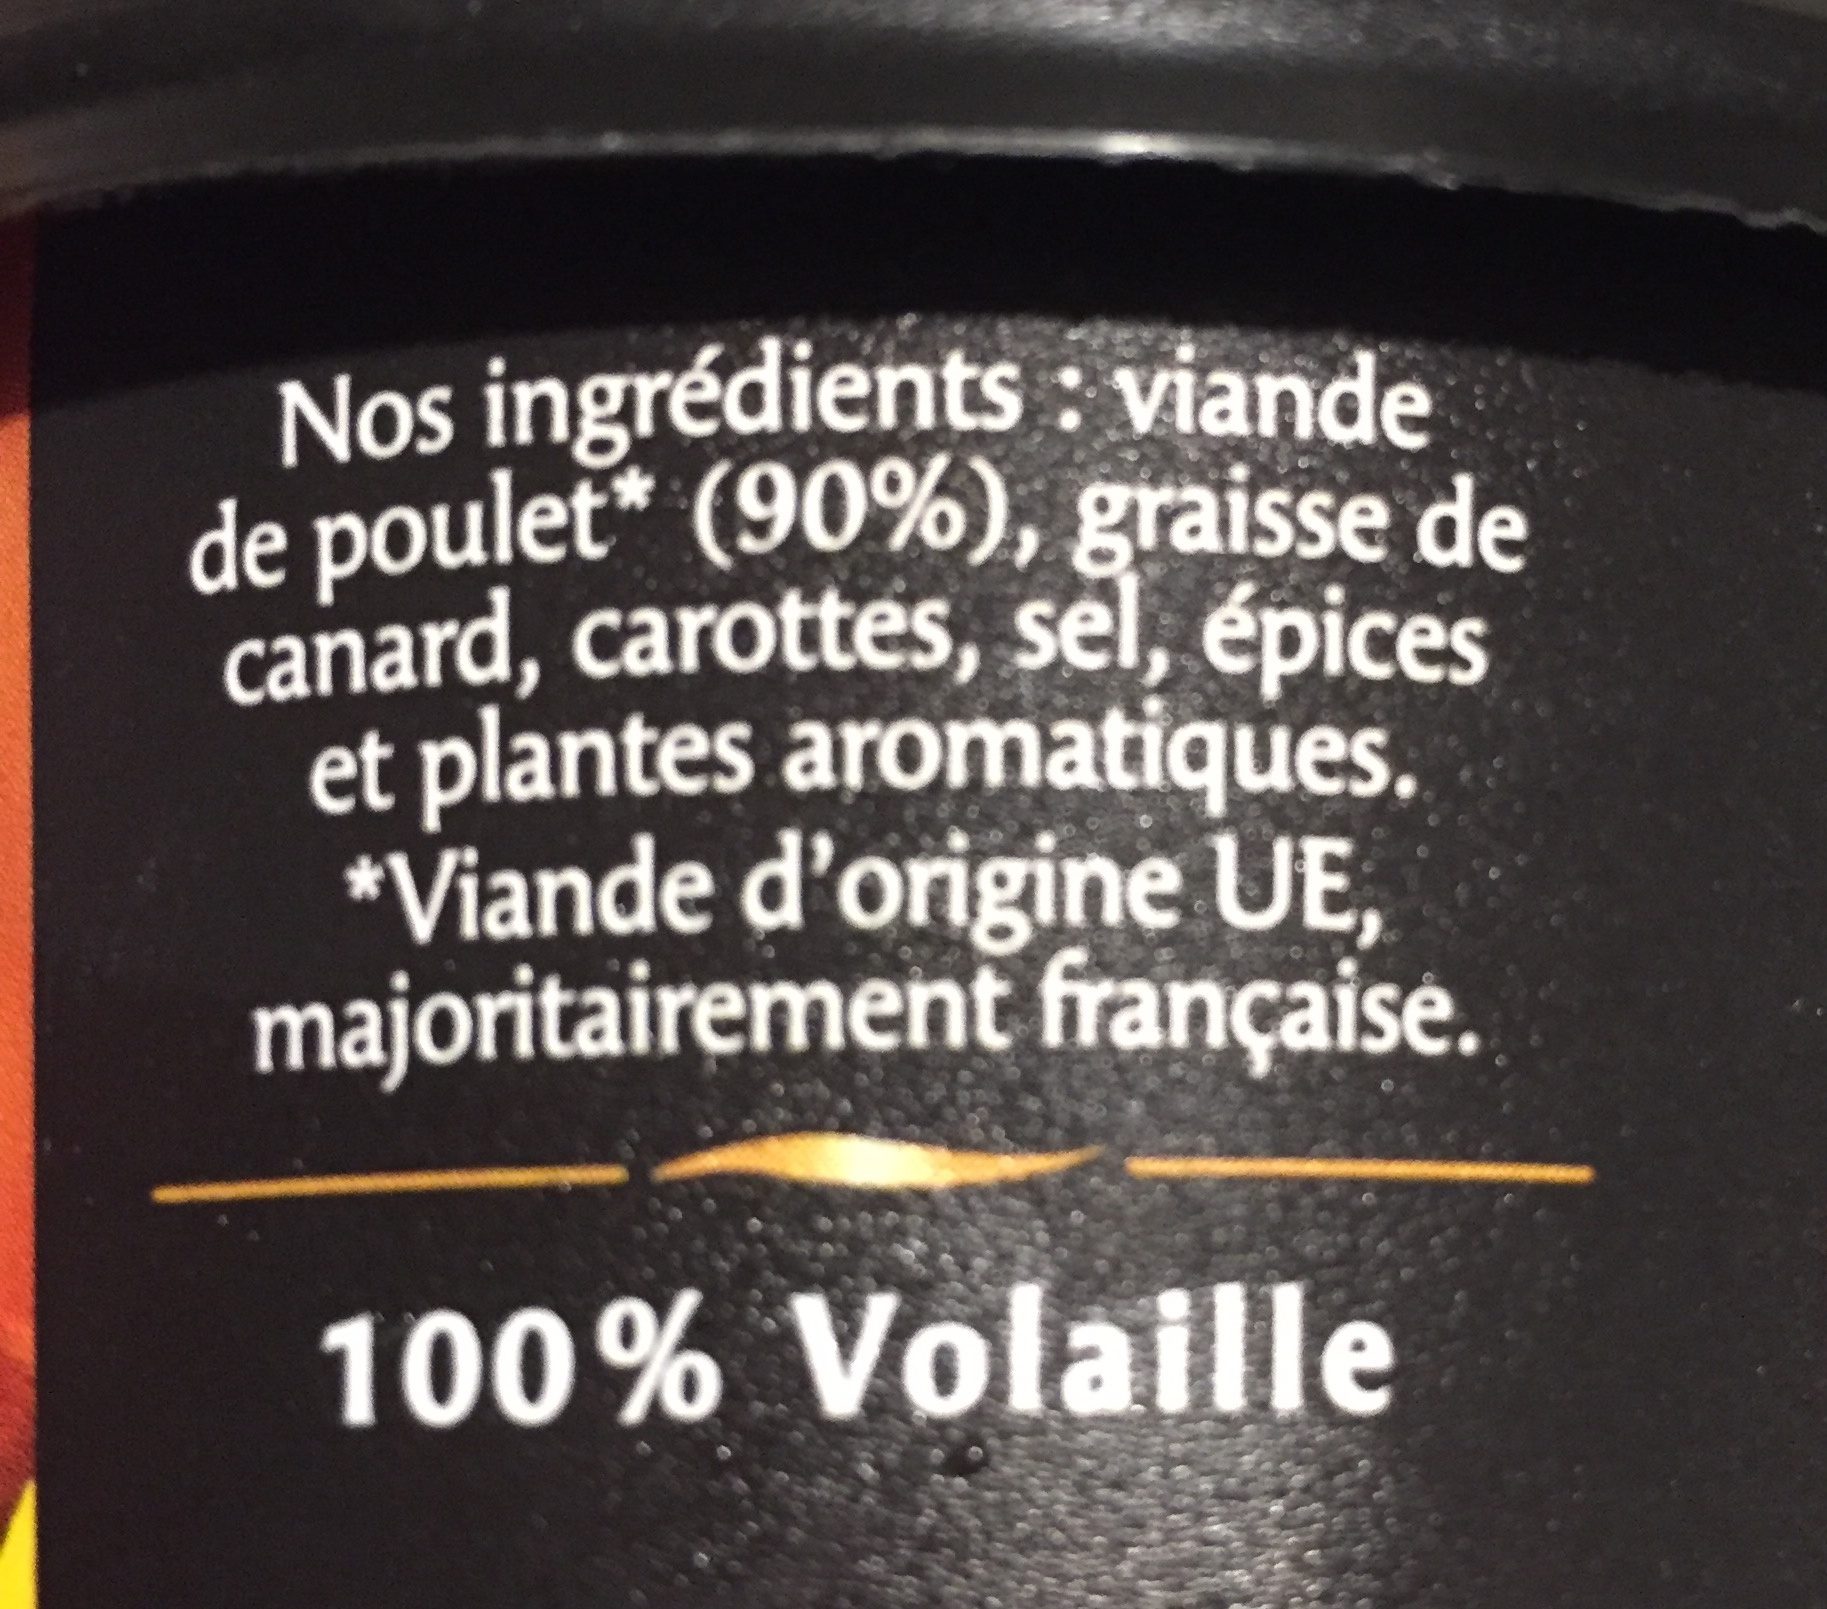 Nos ingrédients : viande
de poulet* (90%), graisse de
canard, carottes, sel, épices
et plantes aromatiques.
*Viande d'origine UE,
majoritairement française.
100% Volaille